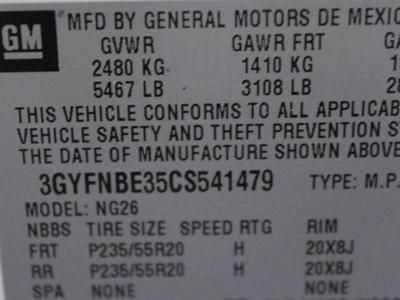 GM
MFD BY GENERAL MOTORS DE MEXICO
GVWR GAWR FRT
2480 KG 1410 KG
5467 LB 3108 LB
THIS VEHICLE CONFORMS TO ALL
VEHICLE SAFETY AND THEFT PREVENTION
THE DATE OF MANUFACTURE SHOWN ABOVE
3GYFNBE35CS541479 TYPE: M.P.
MODEL: NG26
NBBS TIRE SIZE SPEED RTG RIM
FRT P235/55R20 H 20X8J
RR P235/55R20 H 20X8J
SPA NONE NONE